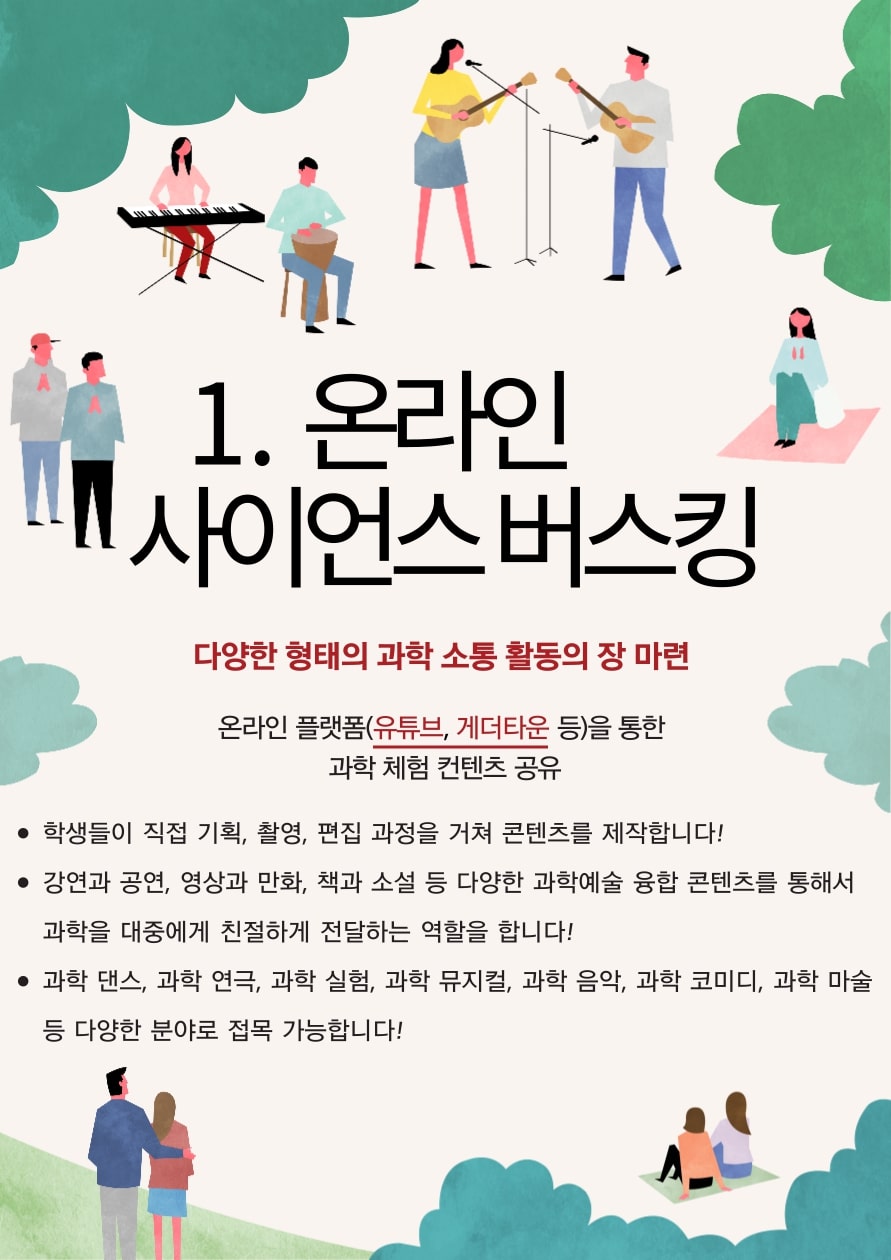 1. 온라인
사이언스 버스킹
다양한 형태의 과학 소통 활동의 장 마련
온라인 플랫폼(유튜브, 게더타운 등)을 통한
과학 체험 컨텐츠 공유
• 학생들이 직접 기획, 촬영, 편집 과정을 거쳐 콘텐츠를 제작합니다!
• 강연과 공연, 영상과 만화, 책과 소설 등 다양한 과학예술 융합 콘텐츠를 통해서
과학을 대중에게 친절하게 전달하는 역할을 합니다!
• 과학 댄스, 과학 연극, 과학 실험, 과학 뮤지컬, 과학 음악, 과학 코미디, 과학 마술
등 다양한 분야로 접목 가능합니다!